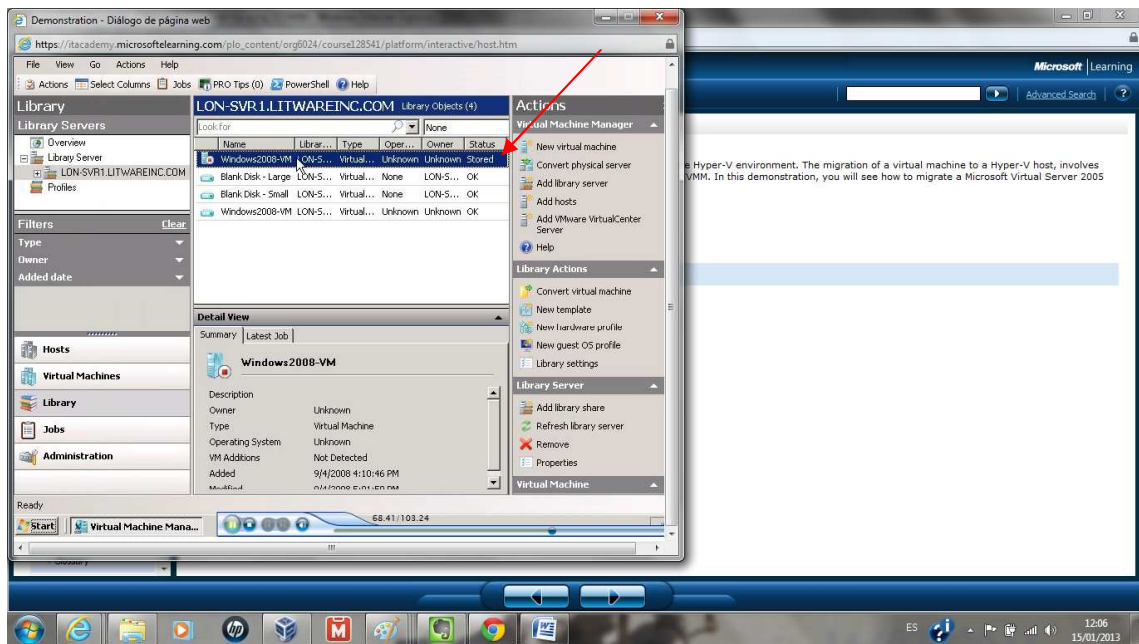 Demonstration - Diálogo de página web
https://itacademy.microsoftelearning.com/plo_content/org6024/course128541/platform/interactive/host.htm
File View Go Actions Help
Actions Select Columns Jobs PRO Tips (0) PowerShell Help
Library
Library Servers
Overview
Library Server
LON-SVR1.LITWAREINC.COM
Profiles
Filters Clear
Type
Owner
Added date
Hosts
Virtual Machines
Library
Jobs
Administration
LON-SVR1.LITWAREINC.COM Library Objects (4)
Look for None
Name Librar... Type Oper... Owner Status
Windows2008-VM LON-S... Virtual... Unknown Unknown Stored
Blank Disk - Large LON-S... Virtual... None LON-S... OK
Blank Disk - Small LON-S... Virtual... None LON-S... OK
Windows2008-VM LON-S... Virtual... Unknown Unknown OK
Detail View
Summary Latest Job
Windows2008-VM
Description
Owner Unknown
Type Virtual Machine
Operating System Unknown
VM Additions Not Detected
Added 9/4/2008 4:10:46 PM
Modified
Actions
Virtual Machine Manager
New virtual machine
Convert physical server
Add library server
Add hosts
Add VMware VirtualCenter
Server
Help
Library Actions
Convert virtual machine
New template
New hardware profile
New guest OS profile
Library settings
Library Server
Add library share
Refresh library server
Remove
Properties
Virtual Machine
Ready
Start Virtual Machine Mana...
68.41/103.24
Microsoft Learning
Advanced Search
e Hyper-V environment. The migration of a virtual machine to a Hyper-V host, involves
VMM. In this demonstration, you will see how to migrate a Microsoft Virtual Server 2005
ES
12:06
15/01/2013